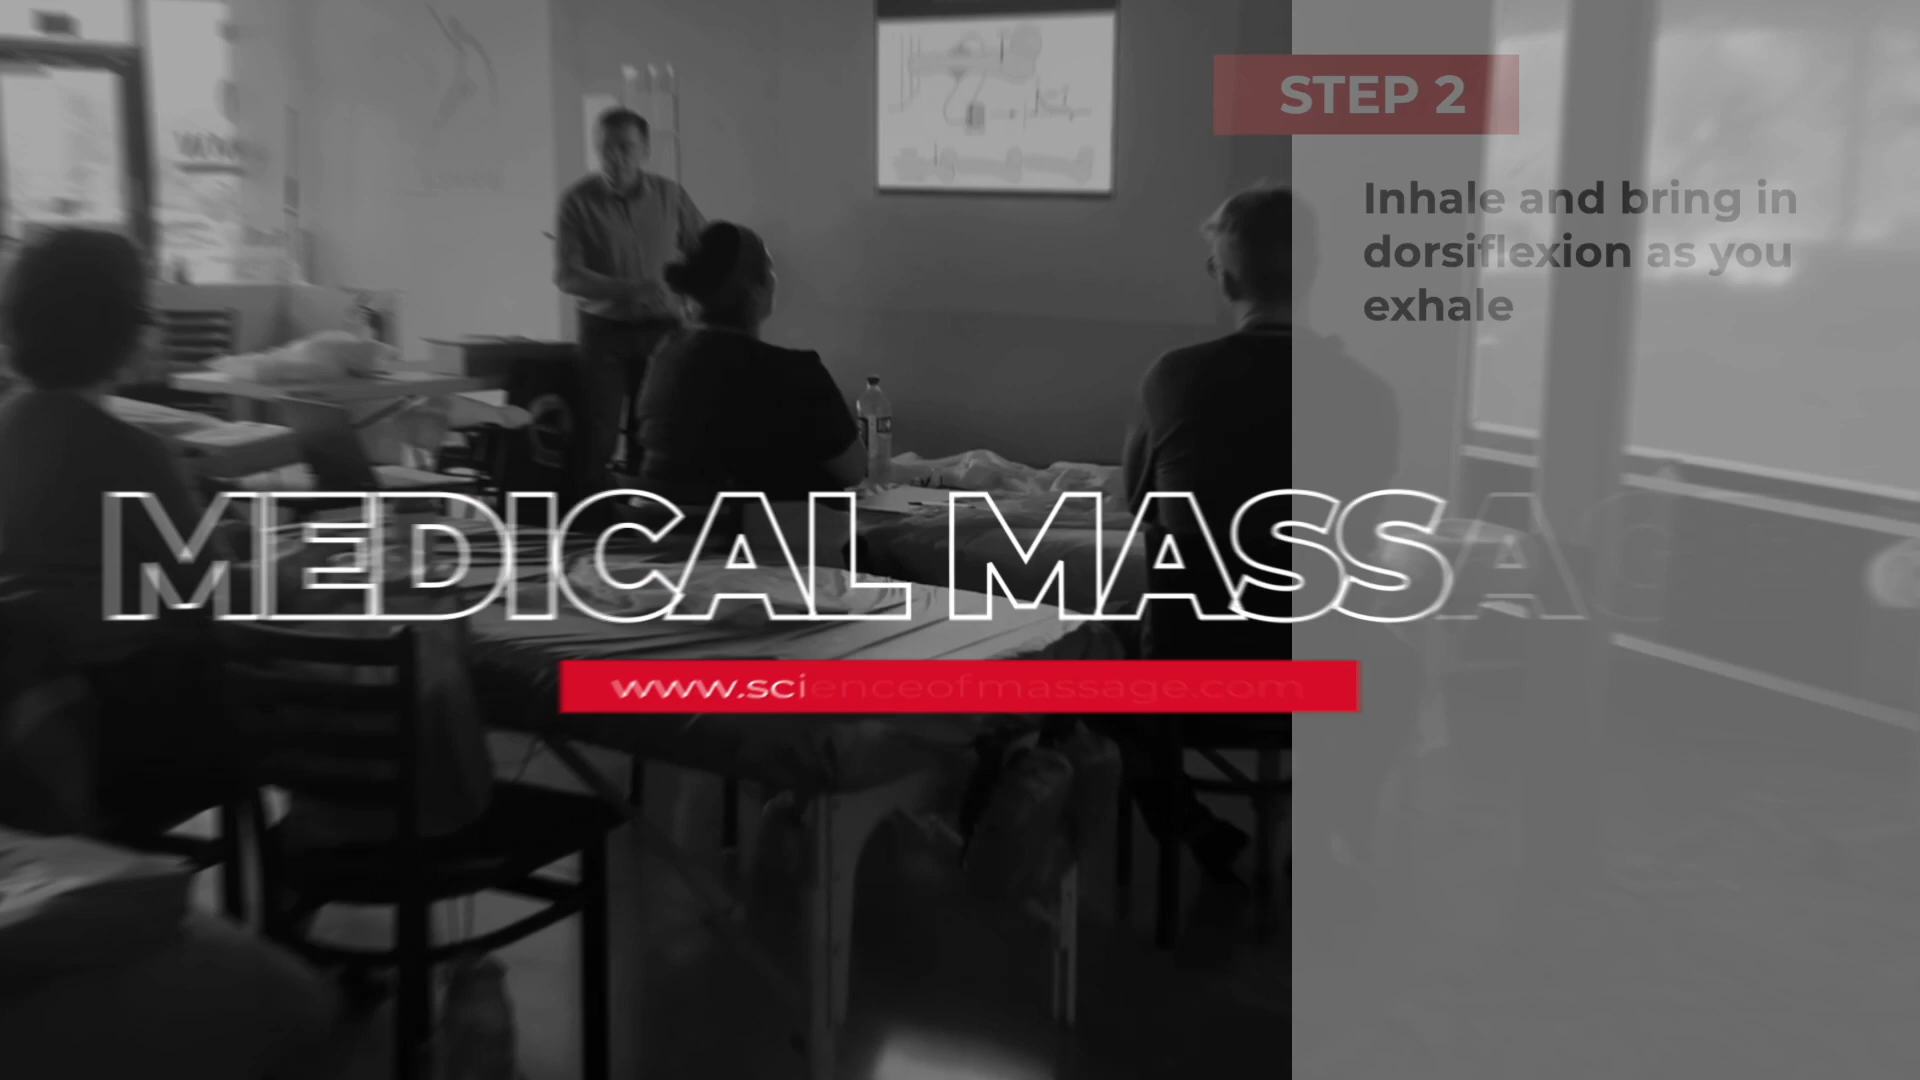 STEP 2
Inhale and bring in
dorsiflexion as you
exhale
MEDICAL MASSA
www.scienceofmassage.com